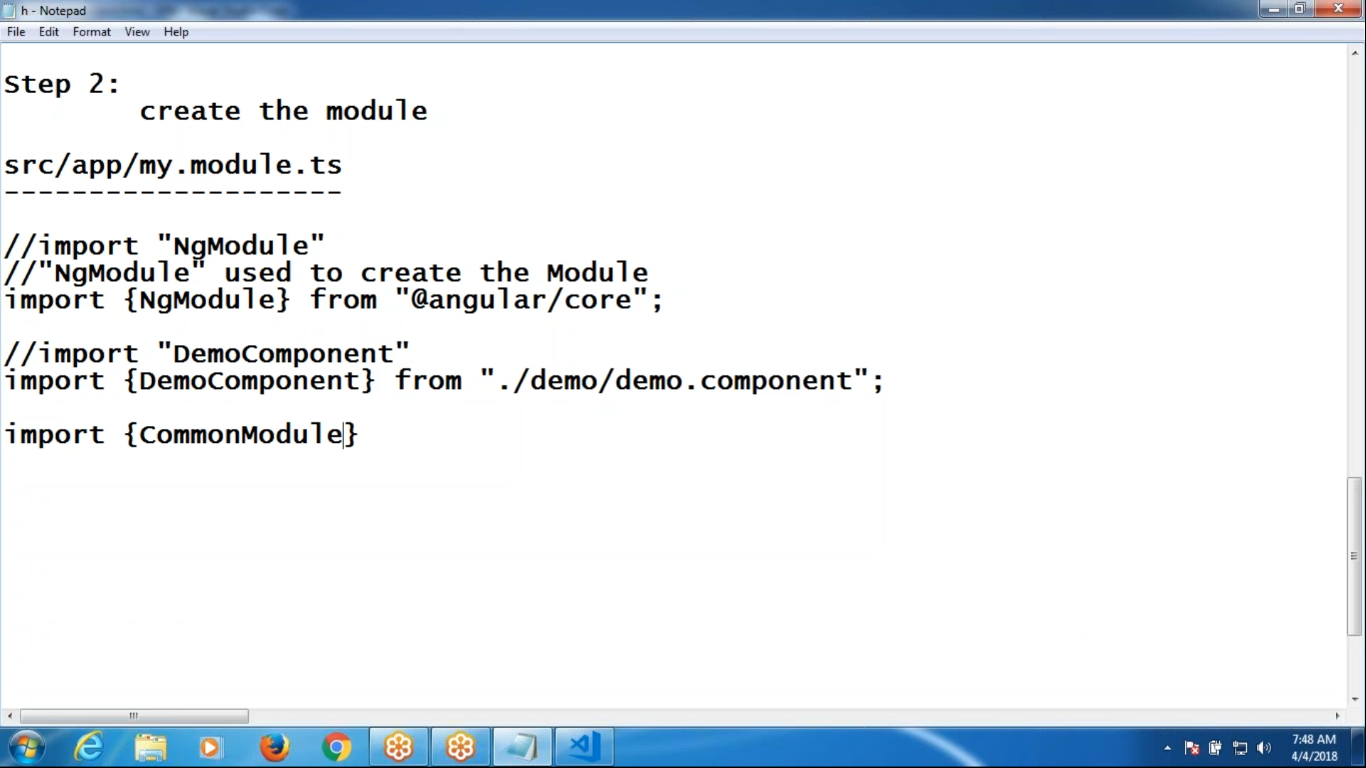 h - Notepad
File Edit Format View Help
Step 2:
create the module
src/app/my.module.ts
--------------------
//import "NgModule"
//"NgModule" used to create the Module
import {NgModule} from "@angular/core";
//import "DemoComponent"
import {DemoComponent} from "./demo/demo.component";
import {CommonModule}
7:48 AM
4/4/2018